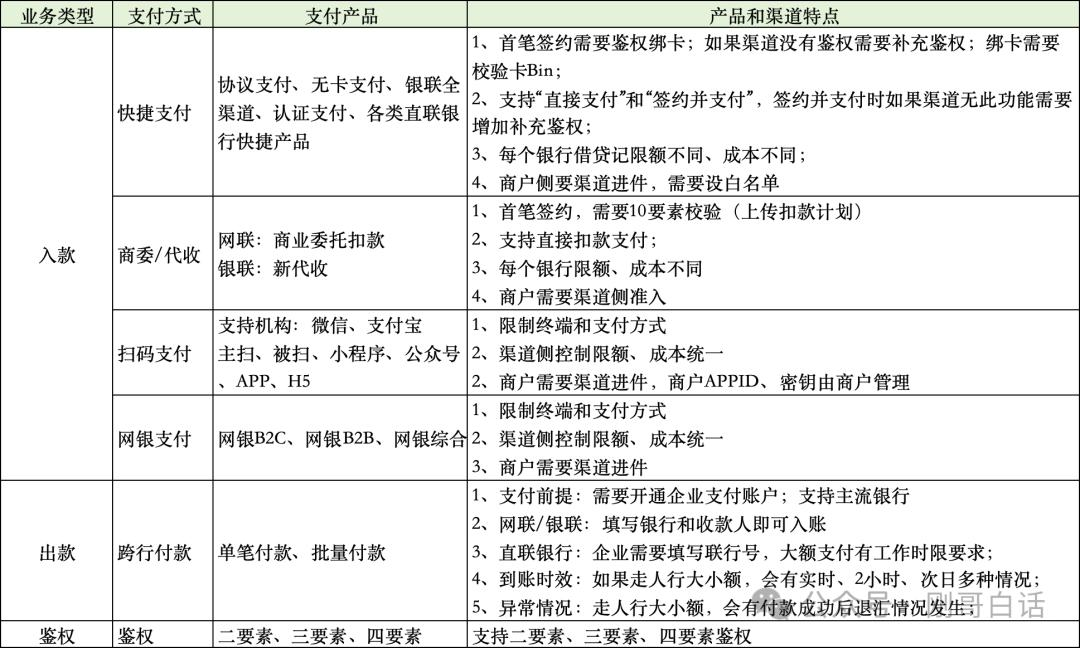 业务类型 支付方式 支付产品 产品和渠道特点
入款
快捷支付
协议支付、无卡支付、银联全
渠道、认证支付、各类直联银
行快捷产品
1、首笔签约需要鉴权绑卡；如果渠道没有鉴权需要补充鉴权；绑卡需要
校验卡Bin；
2、支持“直接支付”和“签约并支付”，签约并支付时如果渠道无此功能需要
增加补充鉴权；
3、每个银行借贷记限额不同、成本不同；
4、商户侧要渠道进件，需要设白名单
商委/代收
网联：商业委托扣款
银联：新代收
1、首笔签约，需要10要素校验（上传扣款计划）
2、支持直接扣款支付；
3、每个银行限额、成本不同
4、商户需要渠道侧准入
扫码支付
支持机构：微信、支付宝
主扫、被扫、小程序、公众号
、APP、H5
1、限制终端和支付方式
2、渠道侧控制限额、成本统一
2、商户需要渠道进件，商户APPID、密钥由商户管理
网银支付
网银B2C、网银B2B、网银综合
1、限制终端和支付方式
2、渠道侧控制限额、成本统一
3、商户需要渠道进件
出款
跨行付款
单笔付款、批量付款
1、支付前提：需要开通企业支付账户；支持主流银行
2、网联/银联：填写银行和收款人即可入账
3、直联银行：企业需要填写联行号，大额支付有工作时限要求；
4、到账时效：如果走人行大小额，会有实时、2小时、次日多种情况；
5、异常情况：走人行大小额，会有付款成功后退汇情况发生；
公众号·刚哥白话
鉴权 鉴权 二要素、三要素、四要素 支持二要素、三要素、四要素鉴权